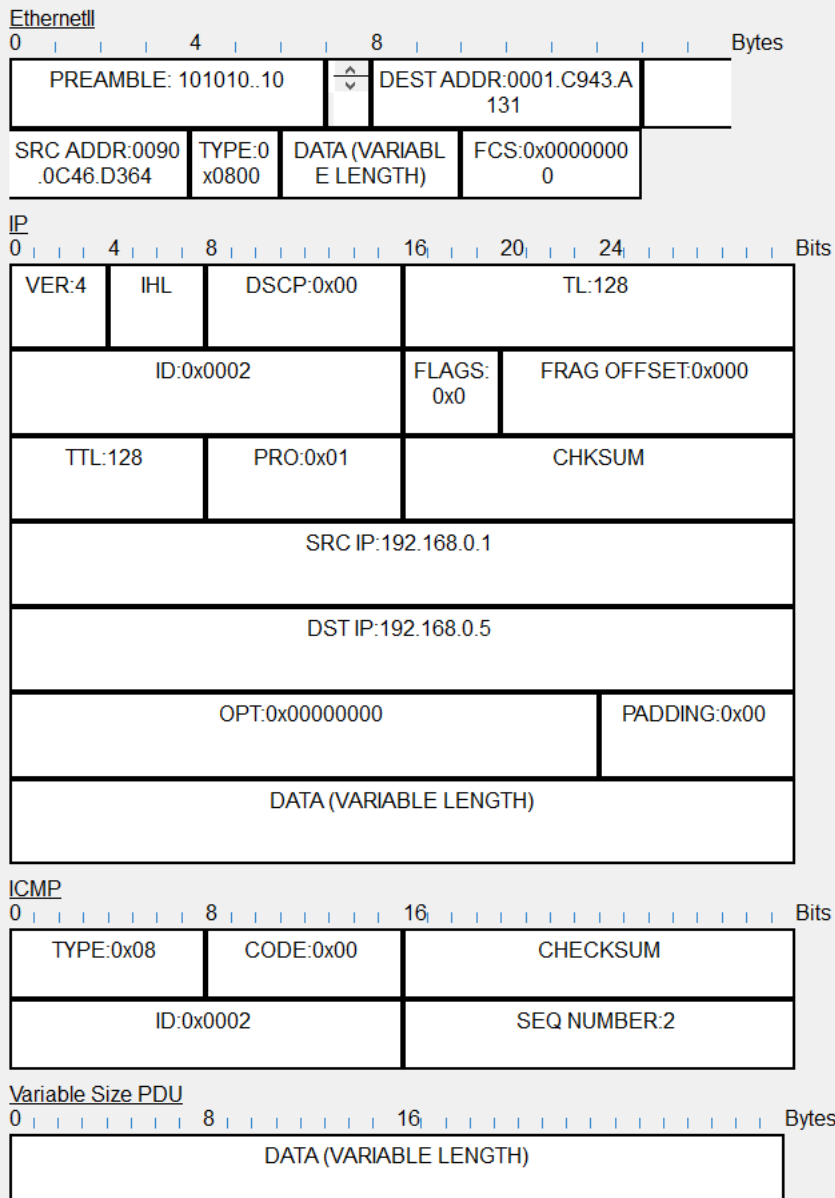 EthernetII
0 4 8 Bytes
PREAMBLE: 101010..10
DEST ADDR:0001.C943.A
131
SRC ADDR:0090
.0C46.D364
TYPE:0
x0800
DATA (VARIABL
E LENGTH)
FCS:0x0000000
0
IP
0 4 8 16 20 24 Bits
VER:4 IHL DSCP:0x00 TL:128
ID:0x0002 FLAGS:
0x0
FRAG OFFSET:0x000
TTL:128 PRO:0x01 CHKSUM
SRC IP:192.168.0.1
DST IP:192.168.0.5
OPT:0x00000000 PADDING:0x00
DATA (VARIABLE LENGTH)
ICMP
0 8 16 Bits
TYPE:0x08 CODE:0x00 CHECKSUM
ID:0x0002 SEQ NUMBER:2
Variable Size PDU
0 8 16 Bytes
DATA (VARIABLE LENGTH)